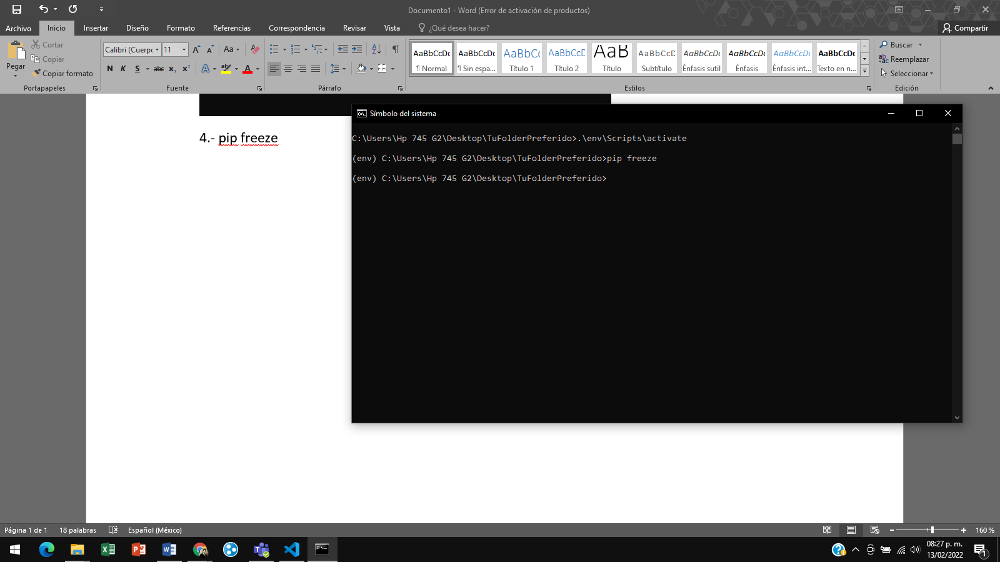 Documento1 - Word (Error de activación de productos)
Archivo Inicio Insertar Diseño Formato Referencias Correspondencia Revisar Vista ¿Qué desea hacer? Compartir
Pegar
Cortar
Copiar
Copiar formato
Portapapeles
Calibri (Cuerpo 11 Aa
N K S abc x₂ x² A aby A
Fuente
Párrafo
AaBbCcDc AaBbCcDc AaBbCc AaBbCcD AaB AaBbCcD AaBbCcDc AaBbCcDc AaBbCcDc AaBbCcDc
¶ Normal ¶ Sin espa... Título 1 Título 2 Título Subtítulo Énfasis sutil Énfasis Énfasis int... Texto en n...
Estilos
Buscar
Reemplazar
Seleccionar
Edición
4.- pip freeze
Símbolo del sistema
C:\Users\Hp 745 G2\Desktop\TuFolderPreferido>.\env\Scripts\activate
(env) C:\Users\Hp 745 G2\Desktop\TuFolderPreferido>pip freeze
(env) C:\Users\Hp 745 G2\Desktop\TuFolderPreferido>
Página 1 de 1 18 palabras Español (México) 160 %
08:27 p. m.
13/02/2022
1